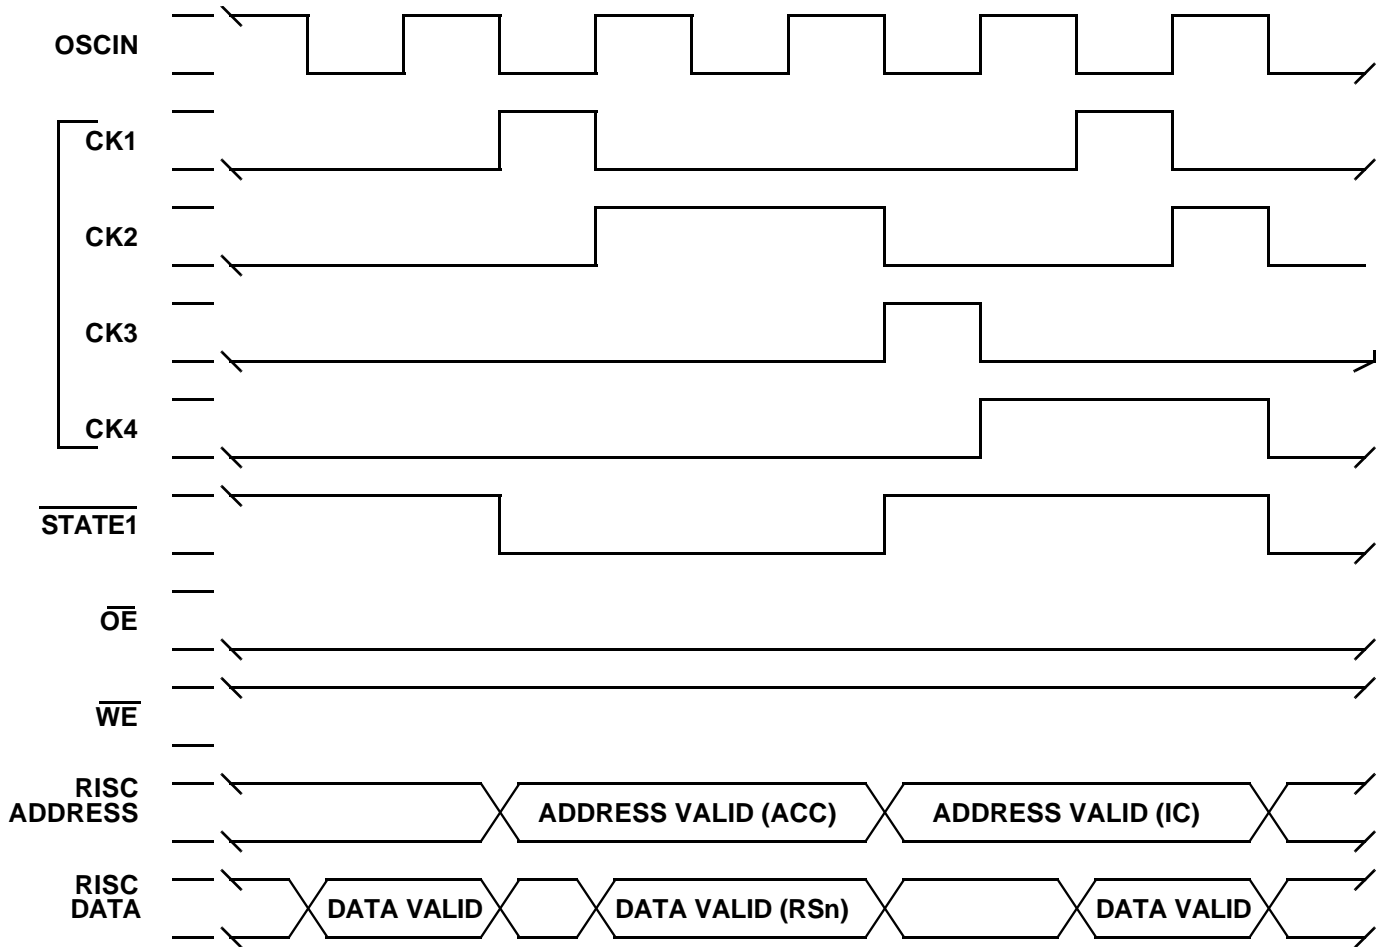 OSCIN
CK1
CK2
CK3
CK4
STATE1
OE
WE
RISC
ADDRESS
ADDRESS VALID (ACC)
ADDRESS VALID (IC)
RISC
DATA
DATA VALID
DATA VALID (RSn)
DATA VALID